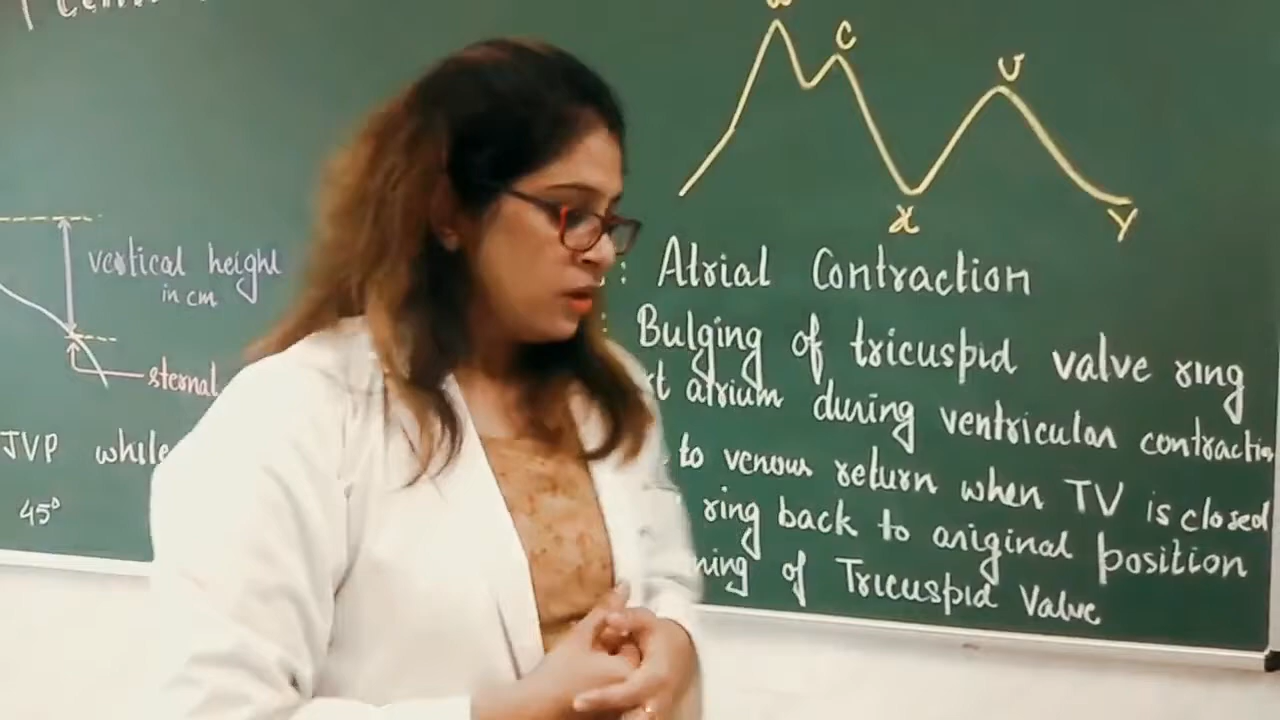 C
v
x
y
vertical height
in cm
sternal
JVP while
45°
: Atrial Contraction
: Bulging of tricuspid valve ring
atrium during ventricular contraction
to venous return when TV is closed
ring back to original position
of Tricuspid Valve